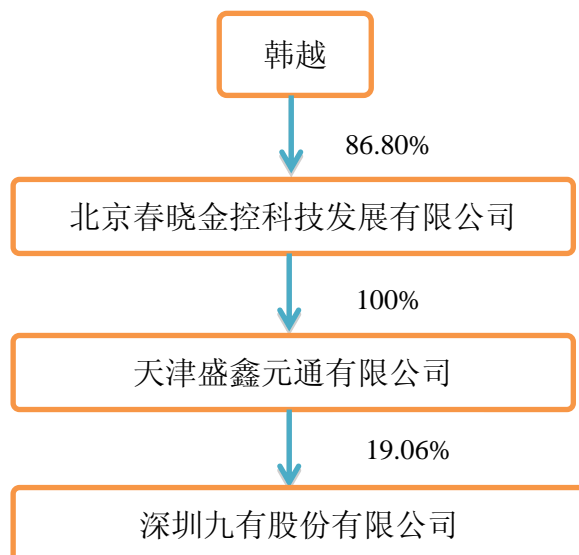 韩越
86.80%
北京春晓金控科技发展有限公司
100%
天津盛鑫元通有限公司
19.06%
深圳九有股份有限公司